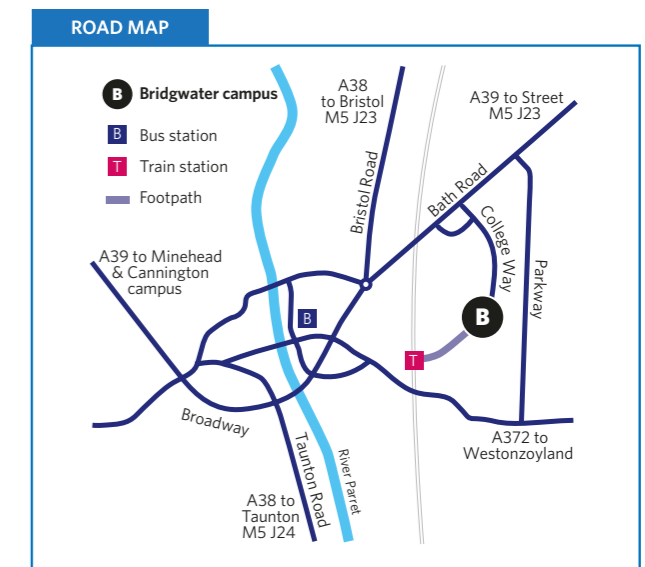 ROAD MAP
B Bridgwater campus
B Bus station
T Train station
Footpath
A38
to Bristol
M5 J23
A39 to Street
M5 J23
Bristol Road
Bath Road
College Way
Parkway
A39 to Minehead
& Cannington
campus
B
B
T
Broadway
Taunton Road
River Parret
A372 to
Westonzoyland
A38 to
Taunton
M5 J24